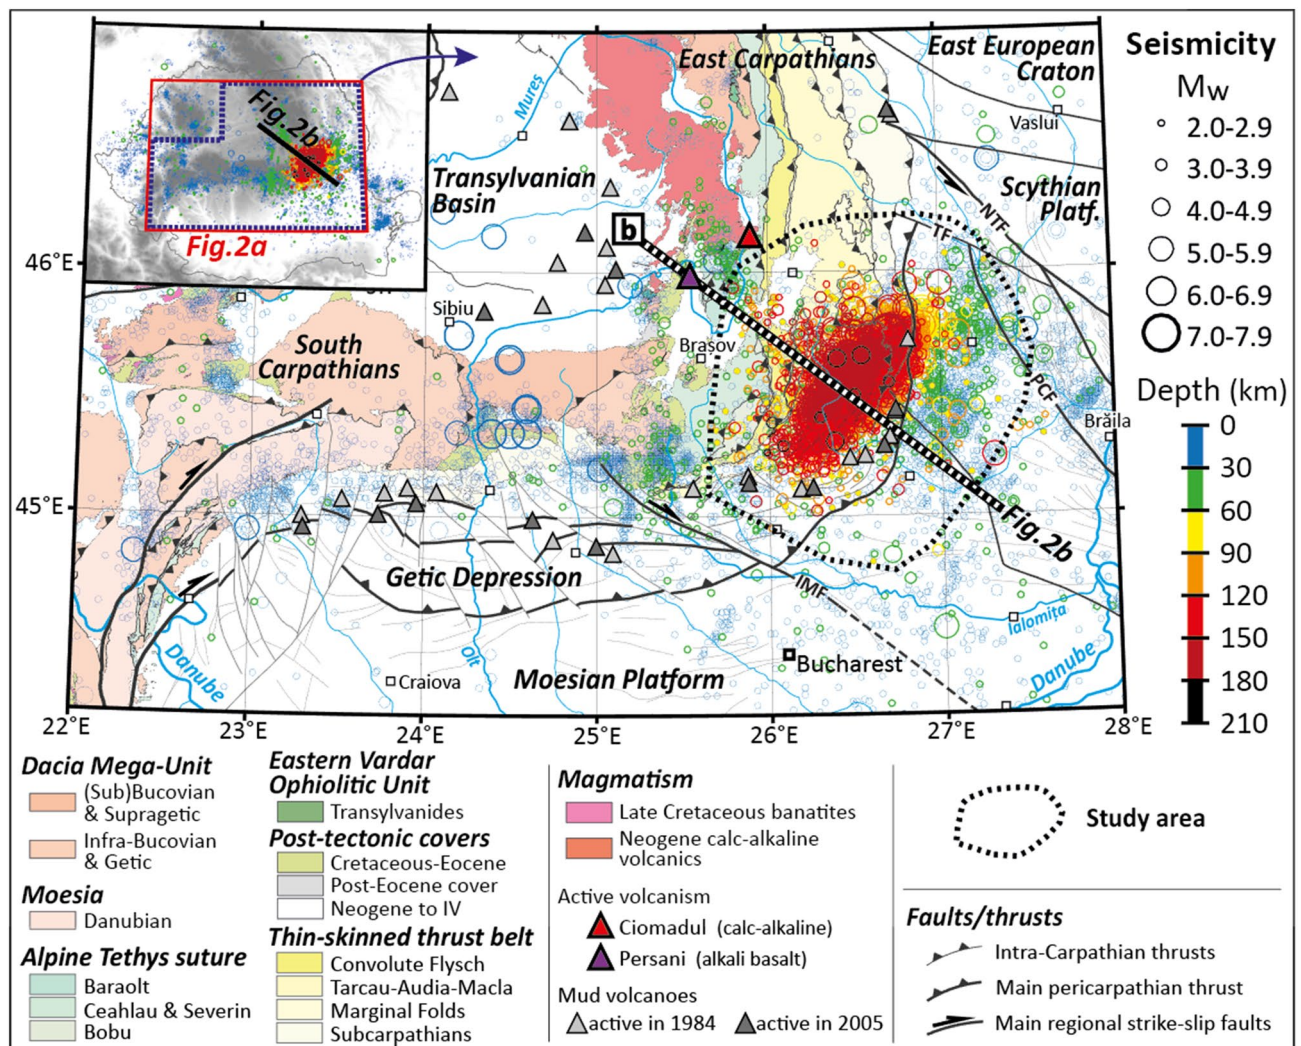 East Carpathians
East European
Craton
Vaslui
Mureș
Transylvanian
Basin
Scythian
Platf.
NTF
TF
b
Fig.2b
Fig.2a
46°E
Sibiu
Brașov
South
Carpathians
PCF
Brăila
45°E
Fig.2b
Getic Depression
IMF
Ialomița
Olt
Danube
Bucharest
Danube
Craiova
Moesian Platform
22°E
23°E
24°E
25°E
26°E
27°E
28°E
Seismicity
Mw
2.0-2.9
3.0-3.9
4.0-4.9
5.0-5.9
6.0-6.9
7.0-7.9
Depth (km)
0
30
60
90
120
150
180
210
Dacia Mega-Unit
(Sub)Bucovian
& Supragetic
Infra-Bucovian
& Getic
Moesia
Danubian
Alpine Tethys suture
Baraolt
Ceahlau & Severin
Bobu
Eastern Vardar
Ophiolitic Unit
Transylvanides
Post-tectonic covers
Cretaceous-Eocene
Post-Eocene cover
Neogene to IV
Thin-skinned thrust belt
Convolute Flysch
Tarcau-Audia-Macla
Marginal Folds
Subcarpathians
Magmatism
Late Cretaceous banatites
Neogene calc-alkaline
volcanics
Active volcanism
Ciomadul (calc-alkaline)
Persani (alkali basalt)
Mud volcanoes
active in 1984
active in 2005
Study area
Faults/thrusts
Intra-Carpathian thrusts
Main pericarpathian thrust
Main regional strike-slip faults